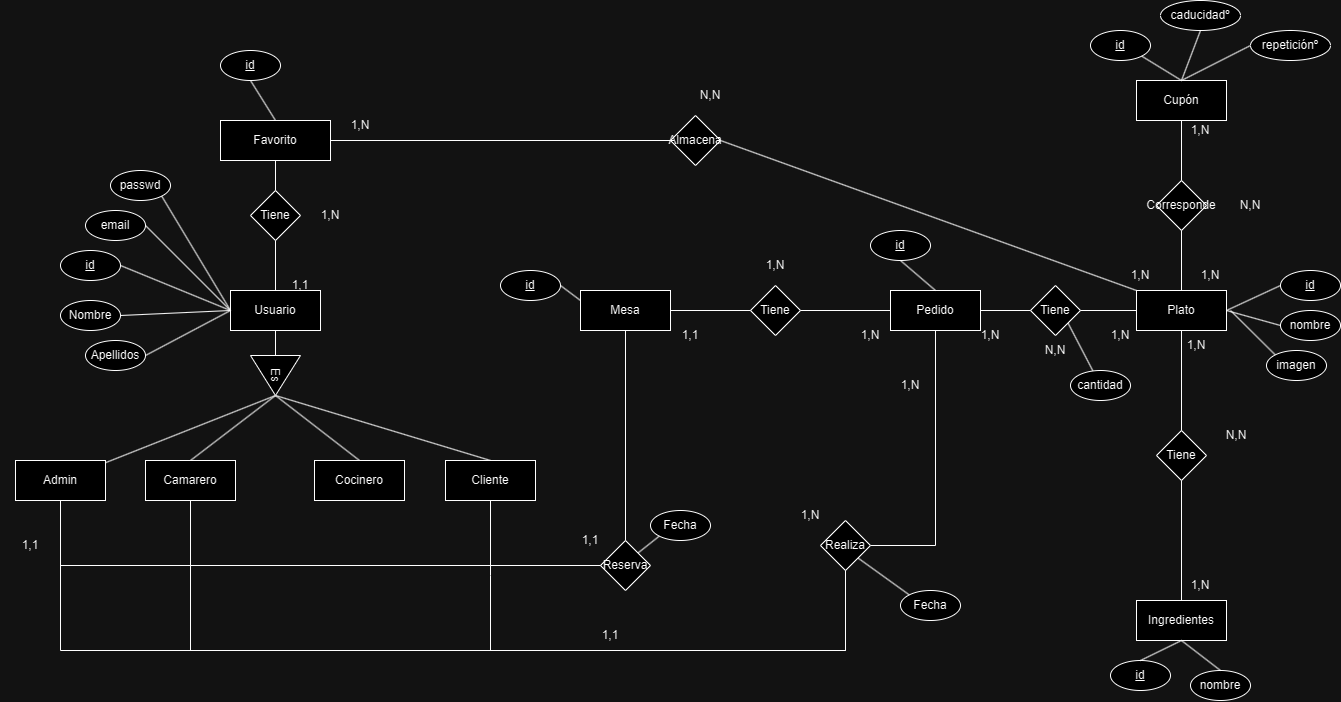 caducidadº
id
repetición º
Cupón
1,N
Corresponde
N,N
id
N,N
Favorito
1,N
Almacena
passwd
Tiene
1,N
email
id
1,1
Nombre
Usuario
Apellidos
Es
id
1,N
id
1,N
1,N
id
Mesa
Tiene
Pedido
Tiene
Plato
nombre
1,1
1,N
1,N
N,N
1,N
1,N
imagen
cantidad
1,N
Tiene
N,N
Admin
Camarero
Cocinero
Cliente
1,1
1,1
Fecha
1,N
Reserva
Realiza
Fecha
1,N
1,1
Ingredientes
id
nombre